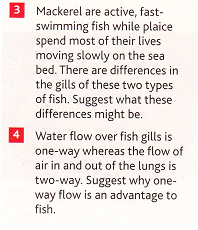 3 Mackerel are active, fast-
swimming fish while plaice
spend most of their lives
moving slowly on the sea
bed. There are differences in
the gills of these two types
of fish. Suggest what these
differences might be.
4 Water flow over fish gills is
one-way whereas the flow of
air in and out of the lungs is
two-way. Suggest why one-
way flow is an advantage to
fish.